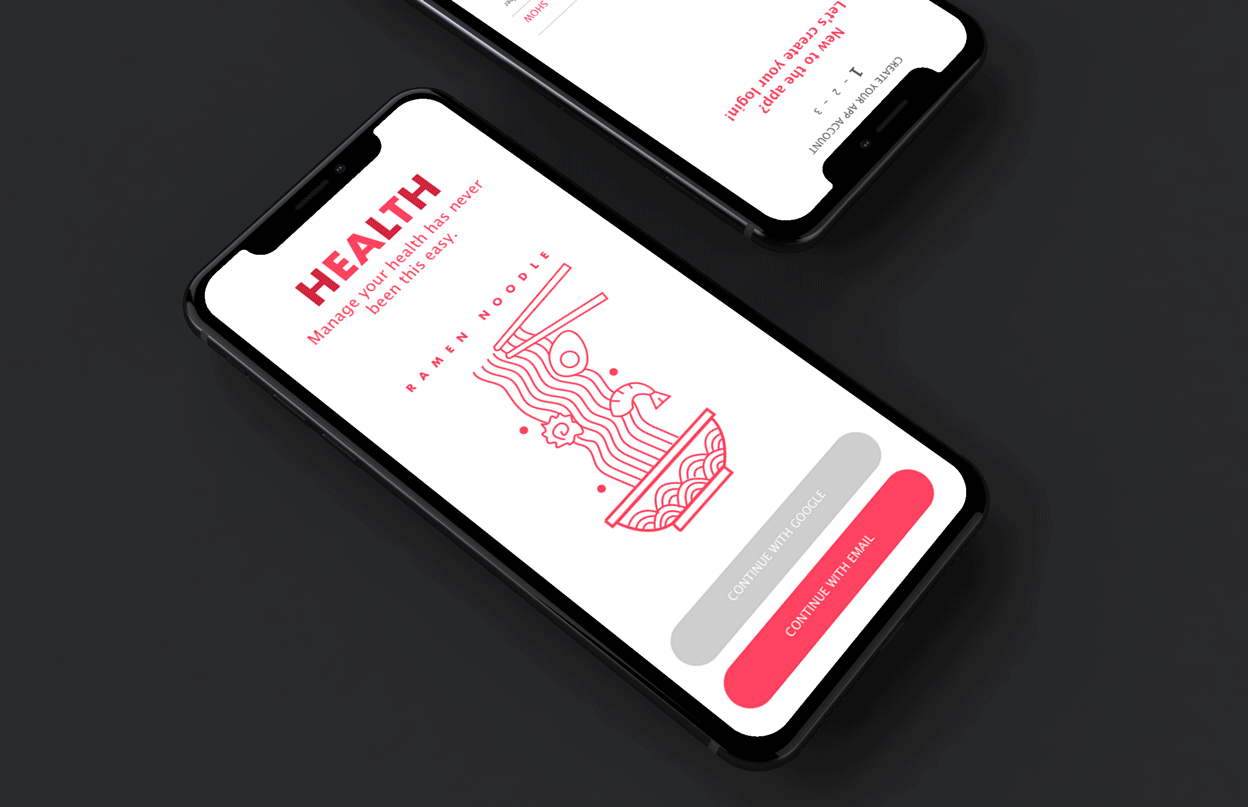 HEALTH
Manage your health has never
been this easy.
RAMEN NOODLE
CONTINUE WITH GOOGLE
CONTINUE WITH EMAIL
CREATE YOUR APP ACCOUNT
1 - 2 - 3
New to the app?
Let's create your login!
SHOW